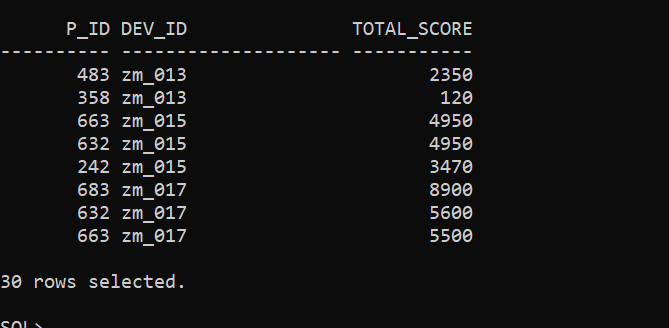 P_ID DEV_ID TOTAL_SCORE
---------- -------------------- -----------
483 zm_013 2350
358 zm_013 120
663 zm_015 4950
632 zm_015 4950
242 zm_015 3470
683 zm_017 8900
632 zm_017 5600
663 zm_017 5500
30 rows selected.
SQL>